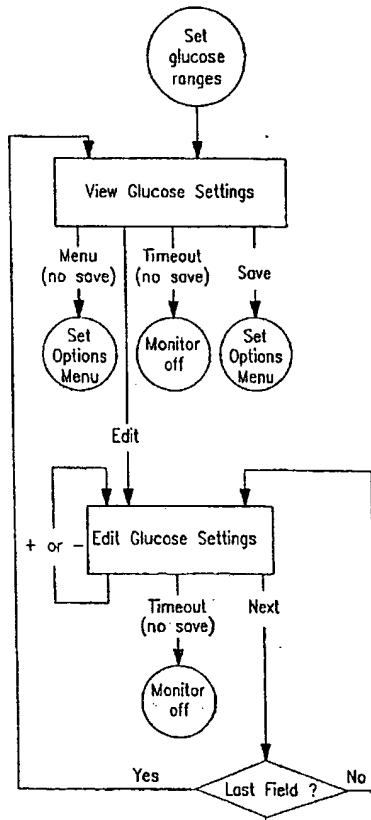 Set
glucose
ranges
View Glucose Settings
Menu
(no save)
Timeout
(no save)
Save
Set
Options
Menu
Monitor
off
Set
Options
Menu
Edit
+ or -
Edit Glucose Settings
Timeout
(no save)
Next
Monitor
off
Yes
Last Field ?
No